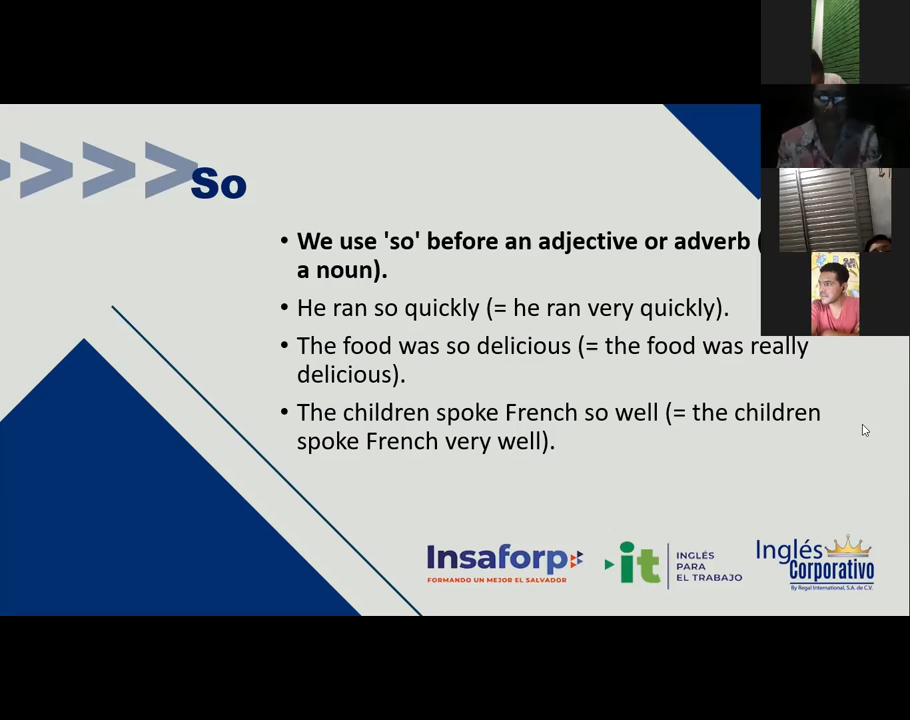 >>>>So
• We use 'so' before an adjective or adverb
a noun).
• He ran so quickly (= he ran very quickly).
• The food was so delicious (= the food was really
delicious).
• The children spoke French so well (= the children
spoke French very well).
Insaforp
FORMANDO UN MEJOR EL SALVADOR
it
INGLÉS
PARA
EL TRABAJO
Inglés
Corporativo
By Regal International, S.A. de C.V.